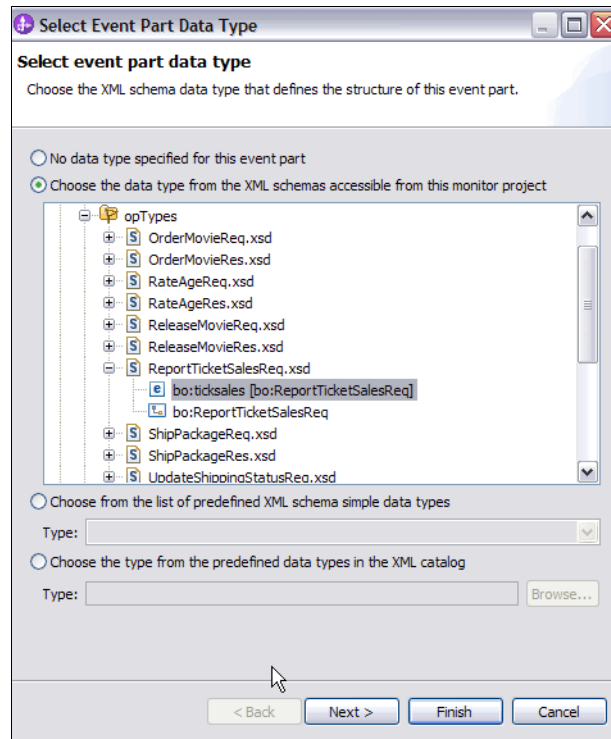 Select Event Part Data Type
Select event part data type
Choose the XML schema data type that defines the structure of this event part.
No data type specified for this event part
Choose the data type from the XML schemas accessible from this monitor project
opTypes
OrderMovieReq.xsd
OrderMovieRes.xsd
RateAgeReq.xsd
RateAgeRes.xsd
ReleaseMovieReq.xsd
ReleaseMovieRes.xsd
ReportTicketSalesReq.xsd
bo:ticksales [bo:ReportTicketSalesReq]
bo:ReportTicketSalesReq
ShipPackageReq.xsd
ShipPackageRes.xsd
UpdateShippingStatusReq.xsd
Choose from the list of predefined XML schema simple data types
Type:
Choose the type from the predefined data types in the XML catalog
Type: Browse...
< Back Next > Finish Cancel